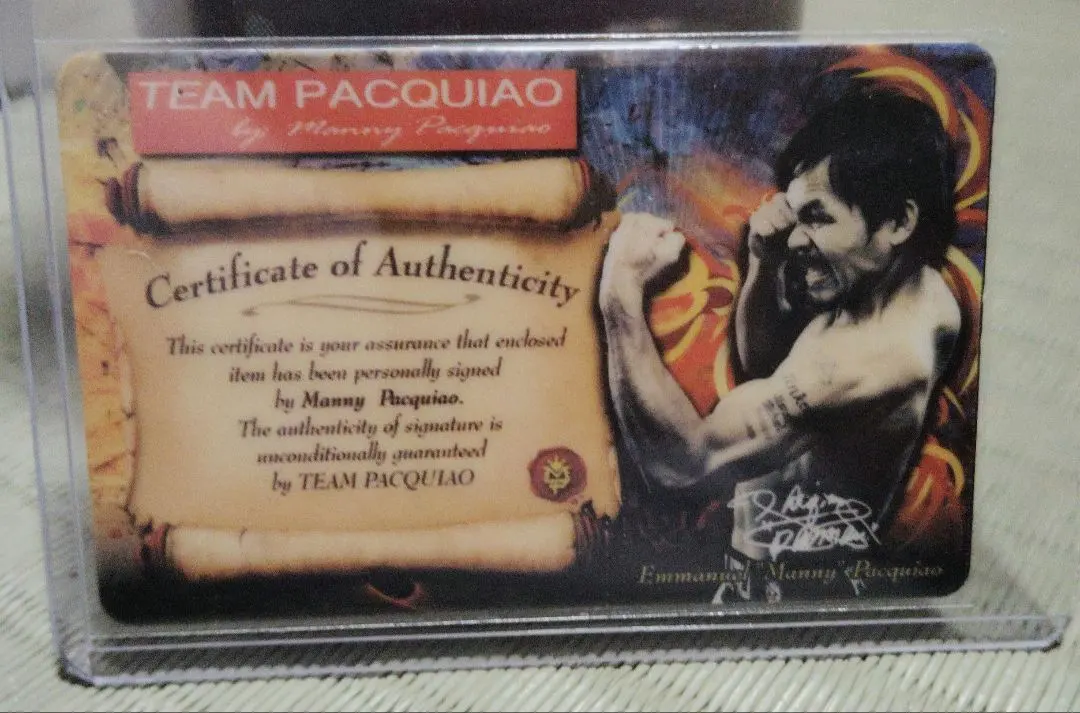 TEAM PACQUIAO
by: Manny Pacquiao
Certificate of Authenticity
This certificate is your assurance that enclosed
item has been personally signed
by Manny Pacquiao.
The authenticity of signature is
unconditionally guaranteed
by TEAM PACQUIAO
Emmanuel "Manny" Pacquiao